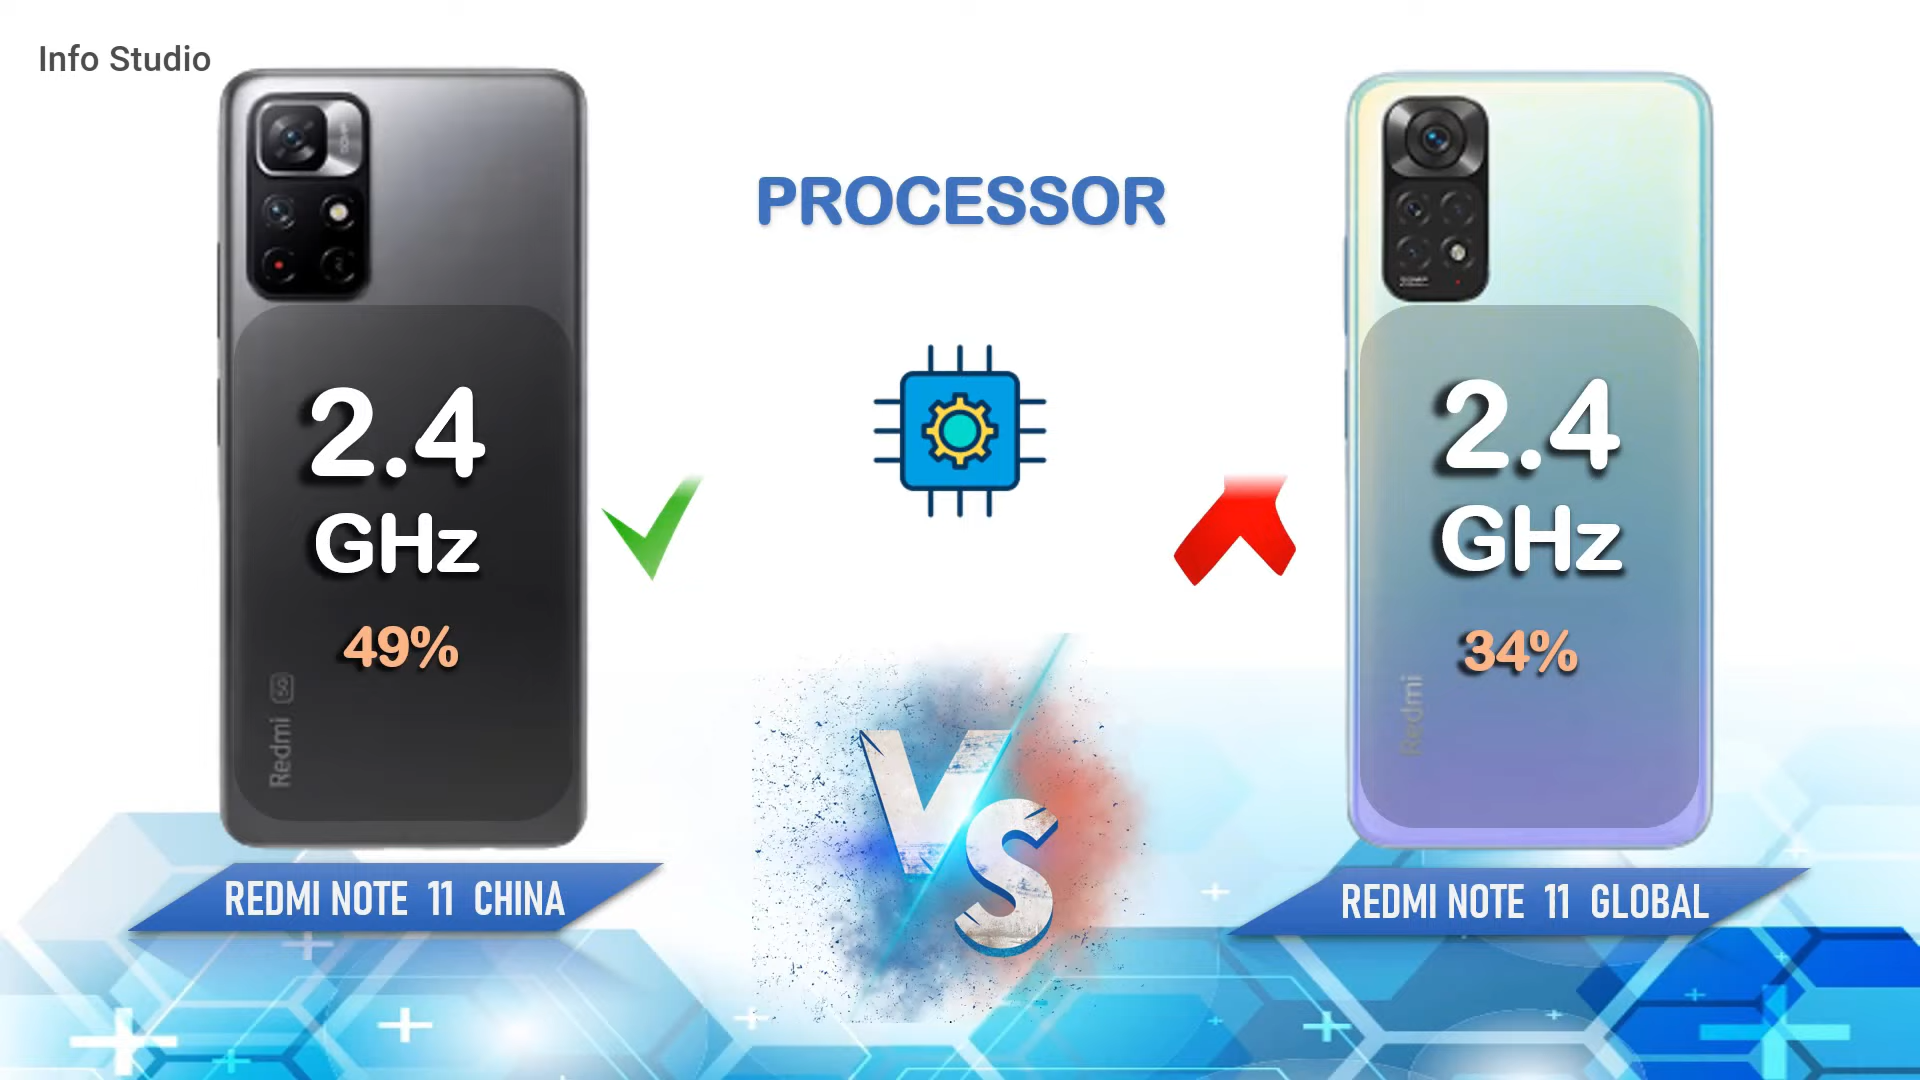 Info Studio
PROCESSOR
2.4
GHz
49%
Redmi 5G
REDMI NOTE 11 CHINA
VS
2.4
GHz
34%
Redmi
REDMI NOTE 11 GLOBAL